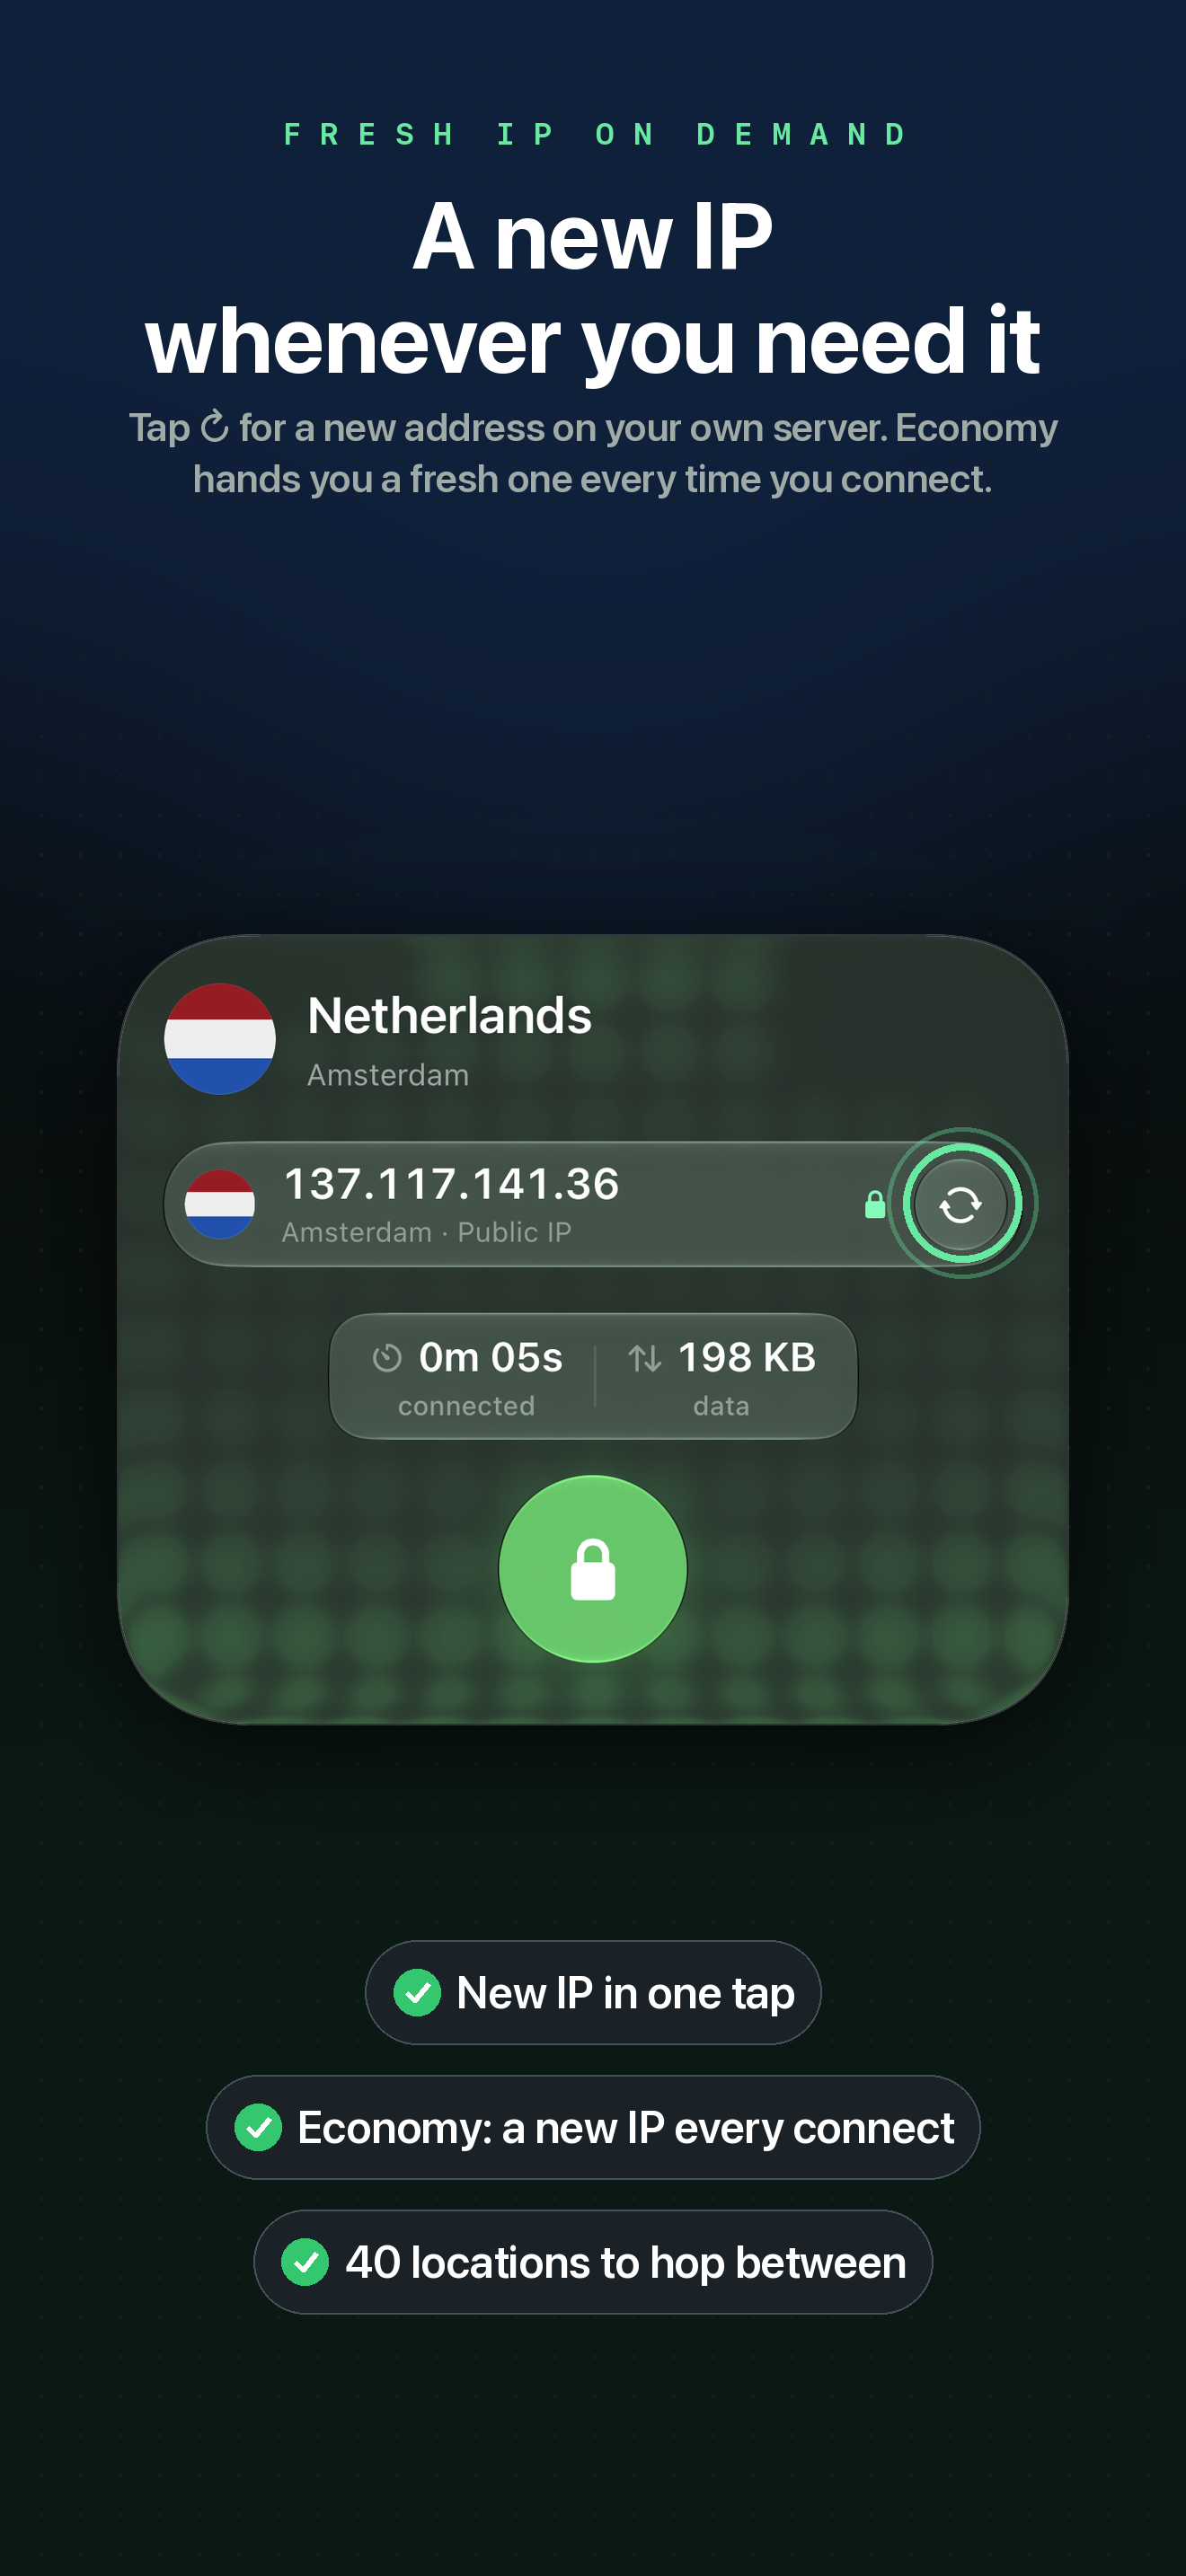 FRESH IP ON DEMAND
A new IP
whenever you need it
Tap ↻ for a new address on your own server. Economy
hands you a fresh one every time you connect.
Netherlands
Amsterdam
137.117.141.36
Amsterdam · Public IP
0m 05s
connected
198 KB
data
New IP in one tap
Economy: a new IP every connect
40 locations to hop between